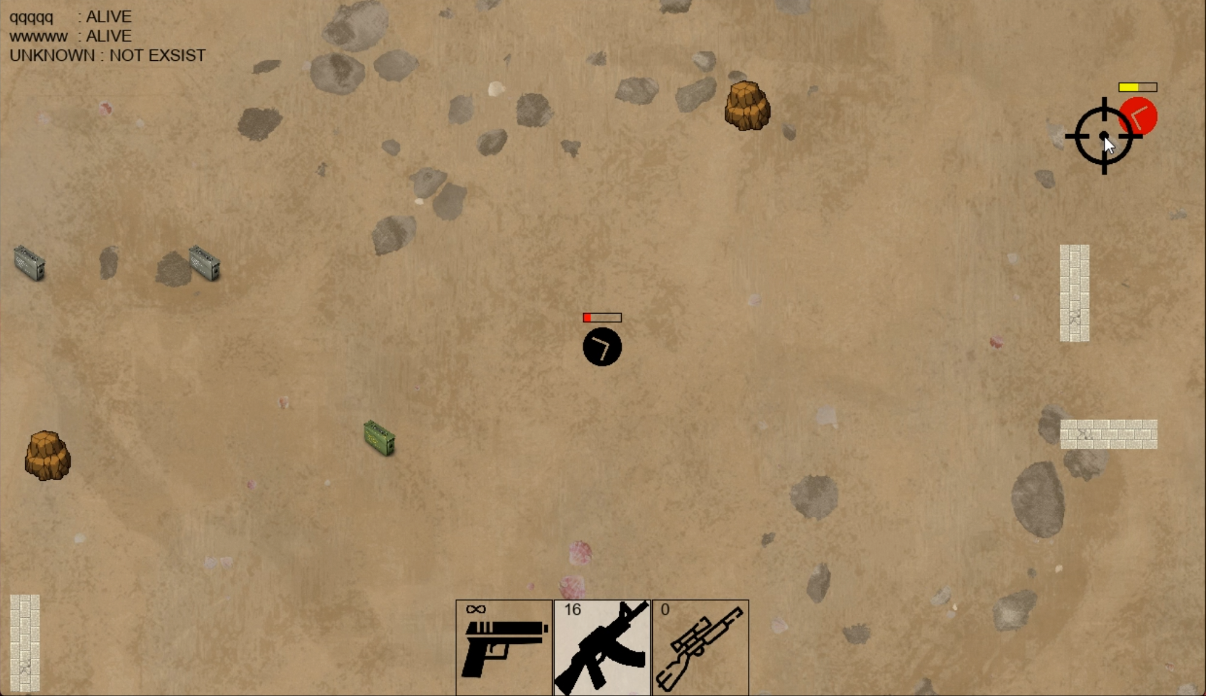 qqqqq : ALIVE
wwwww : ALIVE
UNKNOWN : NOT EXSIST
∞
16
0